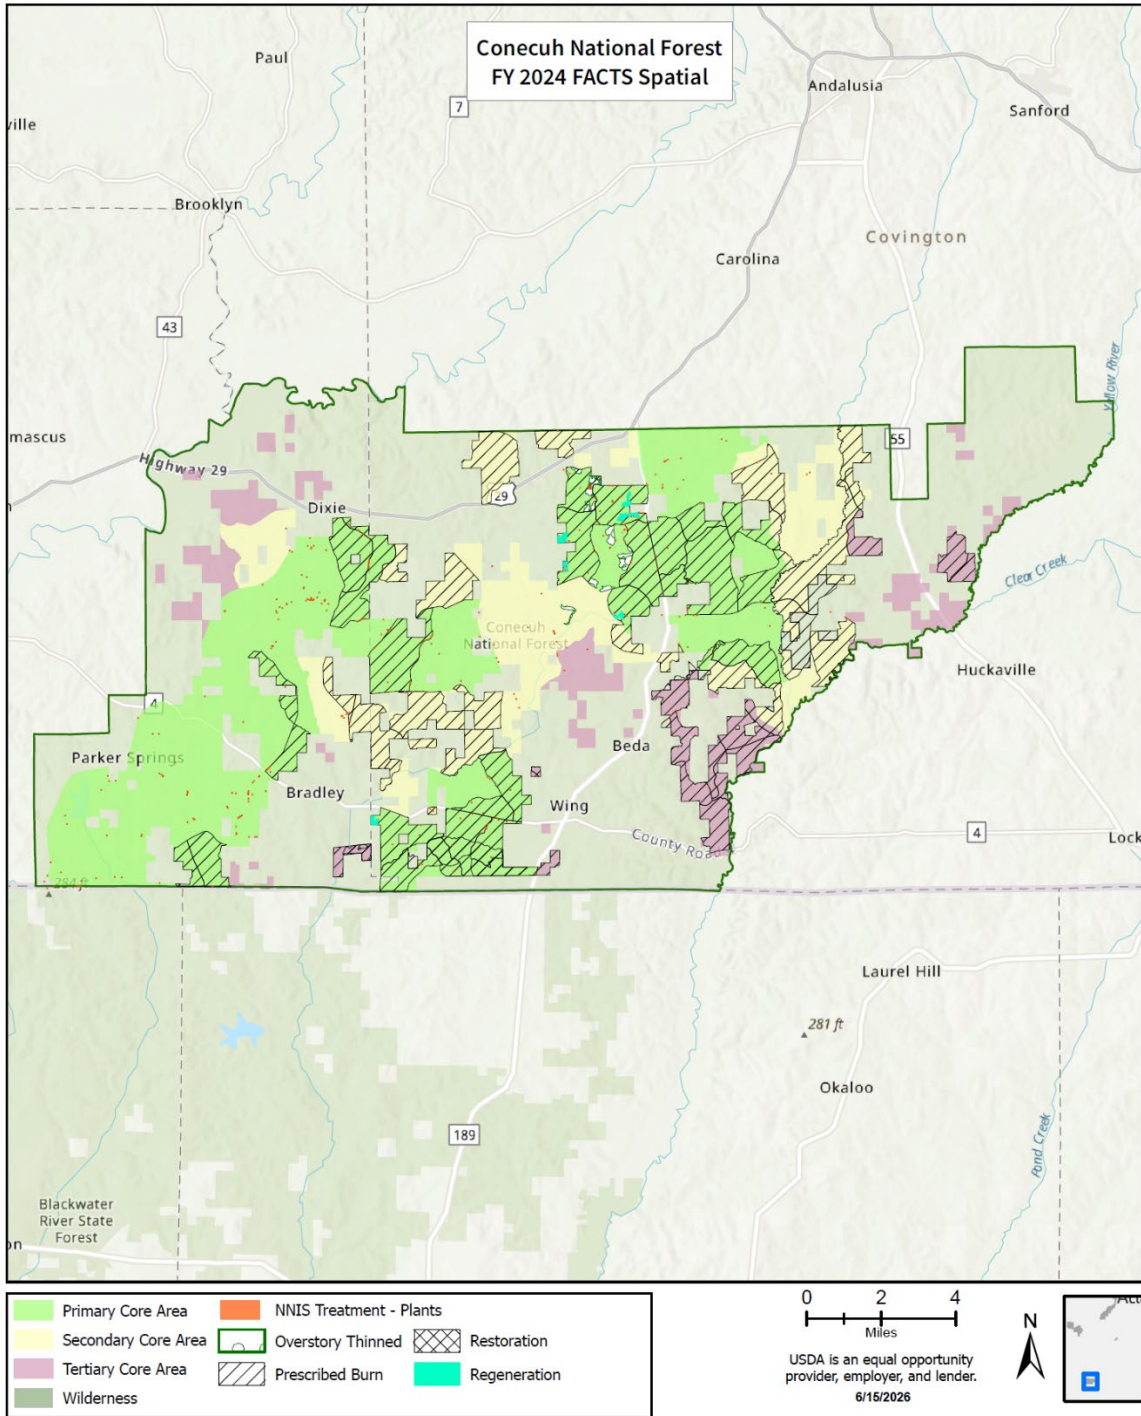 Conecuh National Forest
FY 2024 FACTS Spatial
Paul
7
Andalusia
Sanford
ville
Brooklyn
Covington
Carolina
43
Yellow River
mascus
55
Highway 29
29
Dixie
Clear Creek
Conecuh
National Forest
Huckaville
4
Parker Springs
Beda
Bradley
Wing
County Road
4
Lock
284 ft
Laurel Hill
281 ft
Okaloo
189
Pond Creek
Blackwater
River State
Forest
on
Primary Core Area
Secondary Core Area
Tertiary Core Area
Wilderness
NNIS Treatment - Plants
Overstory Thinned
Prescribed Burn
Restoration
Regeneration
0 2 4
Miles
USDA is an equal opportunity
provider, employer, and lender.
6/15/2026
N